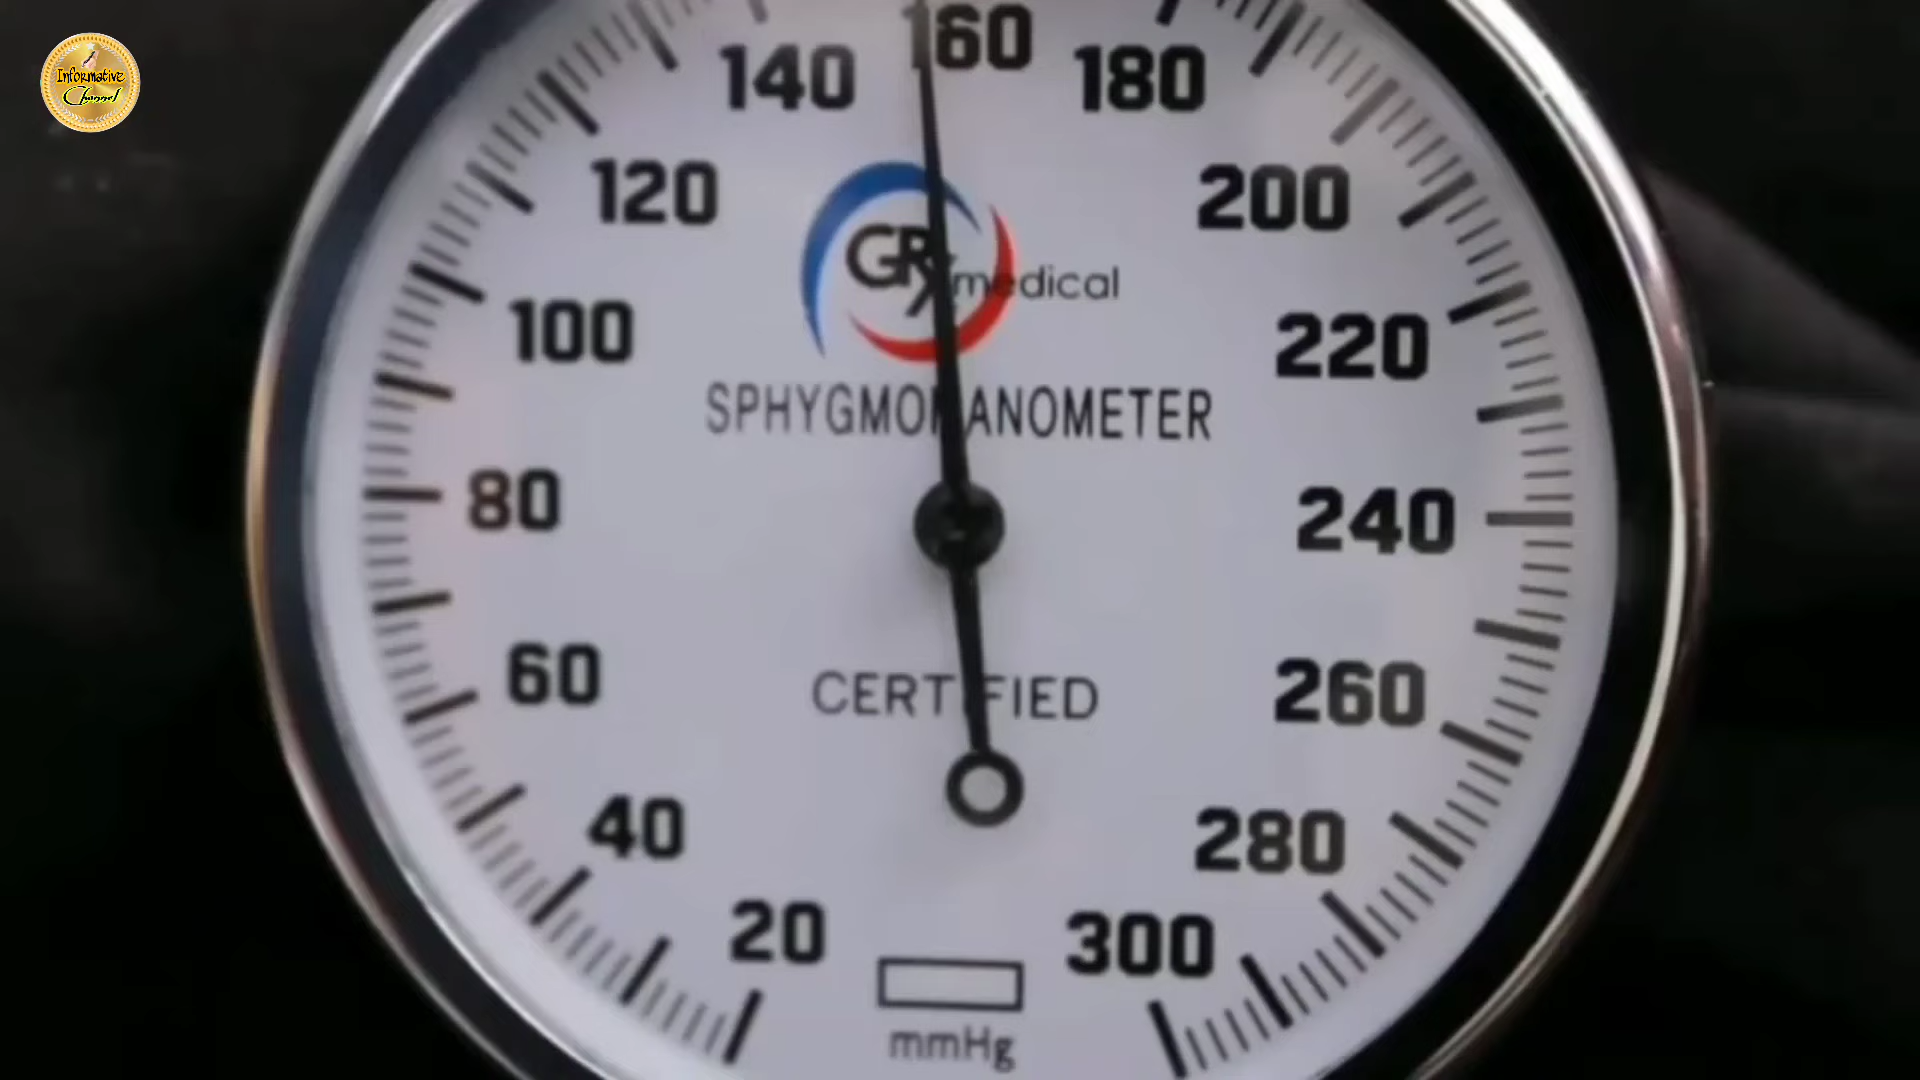 Informative
Channel
140 160 180
120 200
GRx medical
100 220
SPHYGMOMANOMETER
80 240
60 260
CERTIFIED
40 280
20 300
mmHg